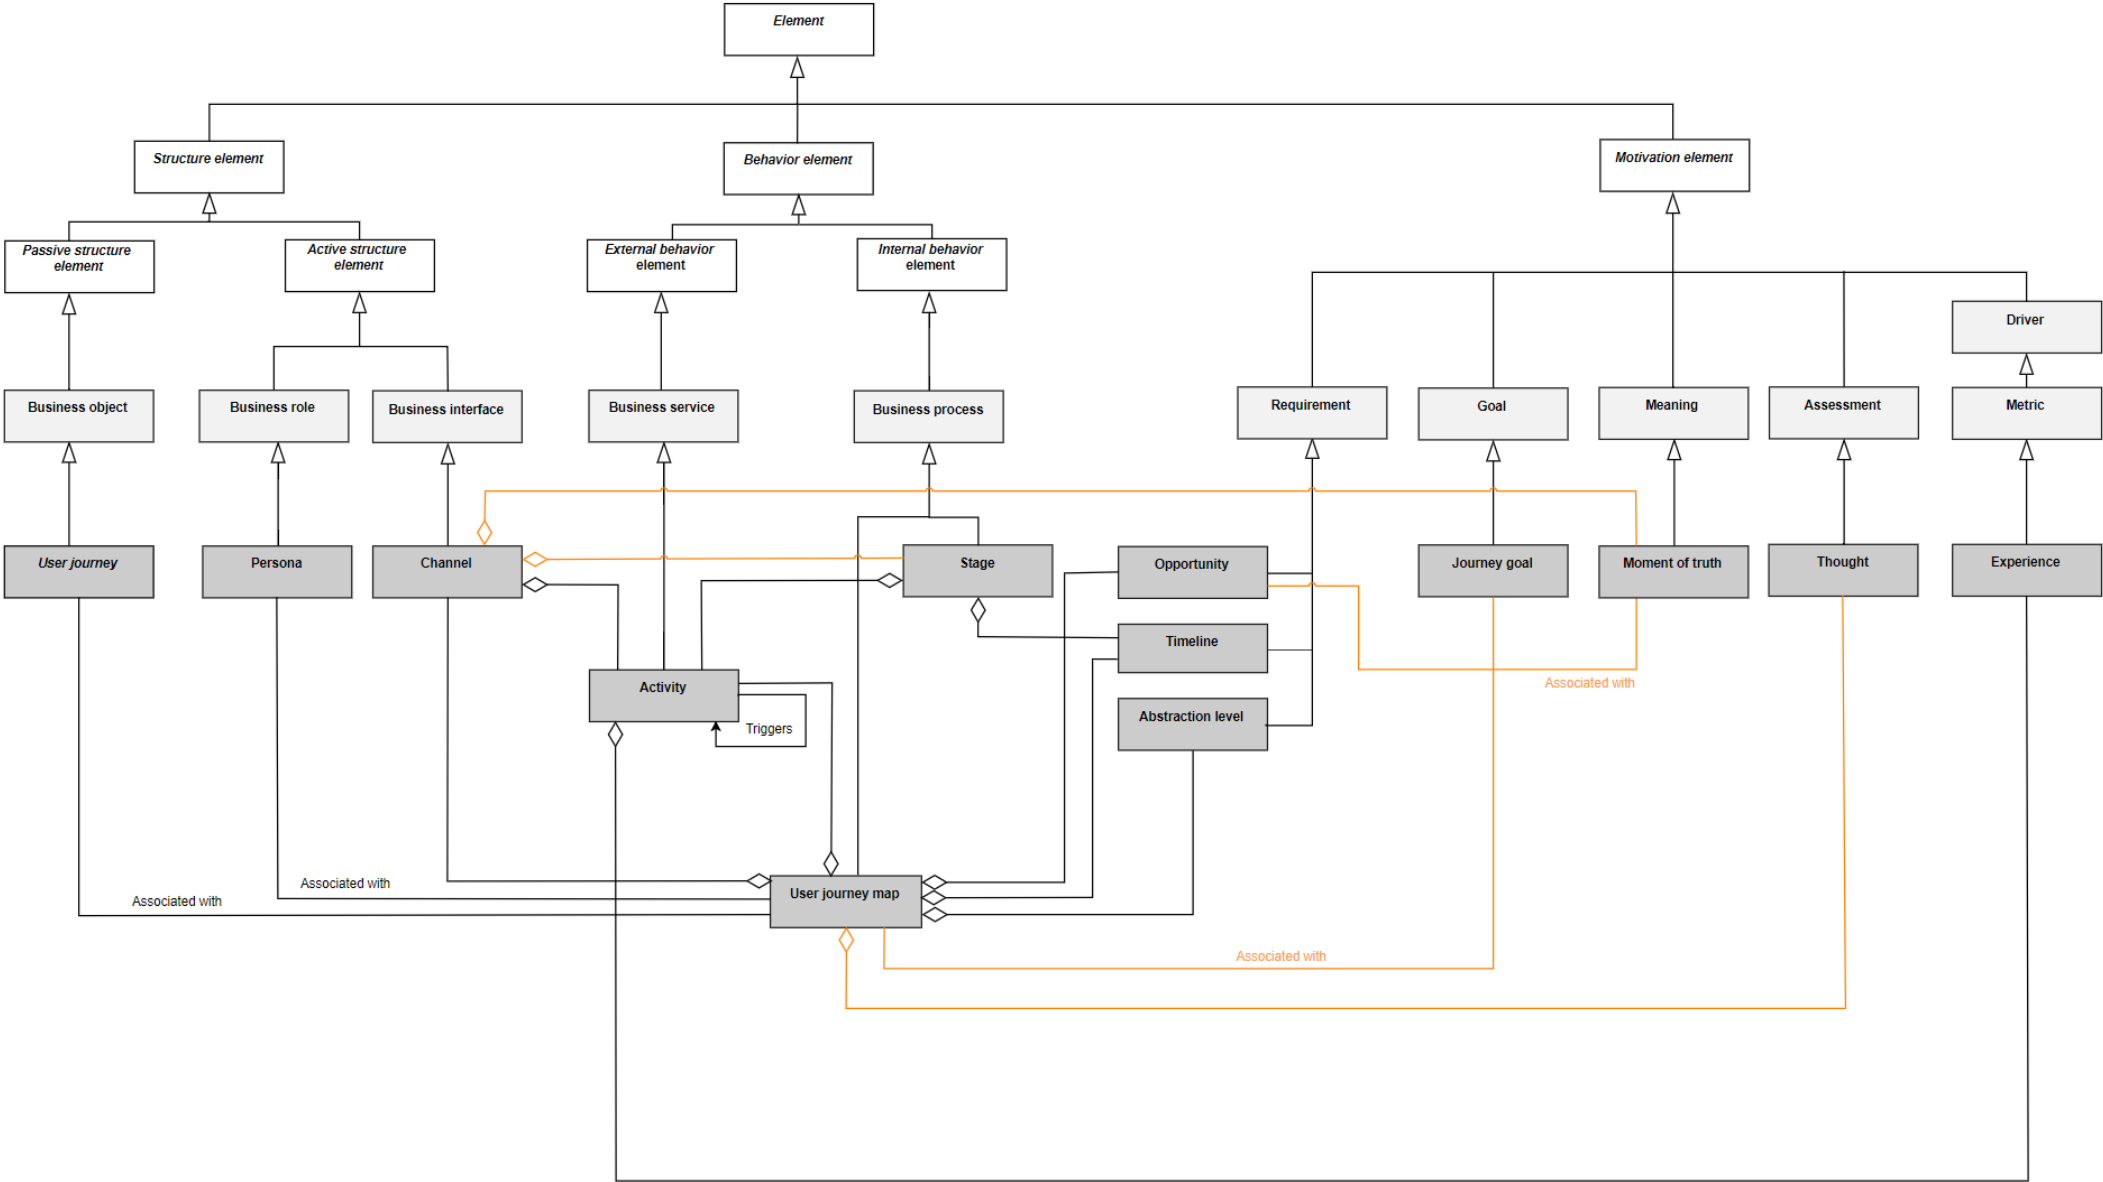 Element
Structure element
Behavior element
Motivation element
Passive structure
element
Active structure
element
External behavior
element
Internal behavior
element
Driver
Business object
Business role
Business interface
Business service
Business process
Requirement
Goal
Meaning
Assessment
Metric
User journey
Persona
Channel
Stage
Opportunity
Journey goal
Moment of truth
Thought
Experience
Timeline
Activity
Associated with
Abstraction level
Triggers
Associated with
User journey map
Associated with
Associated with